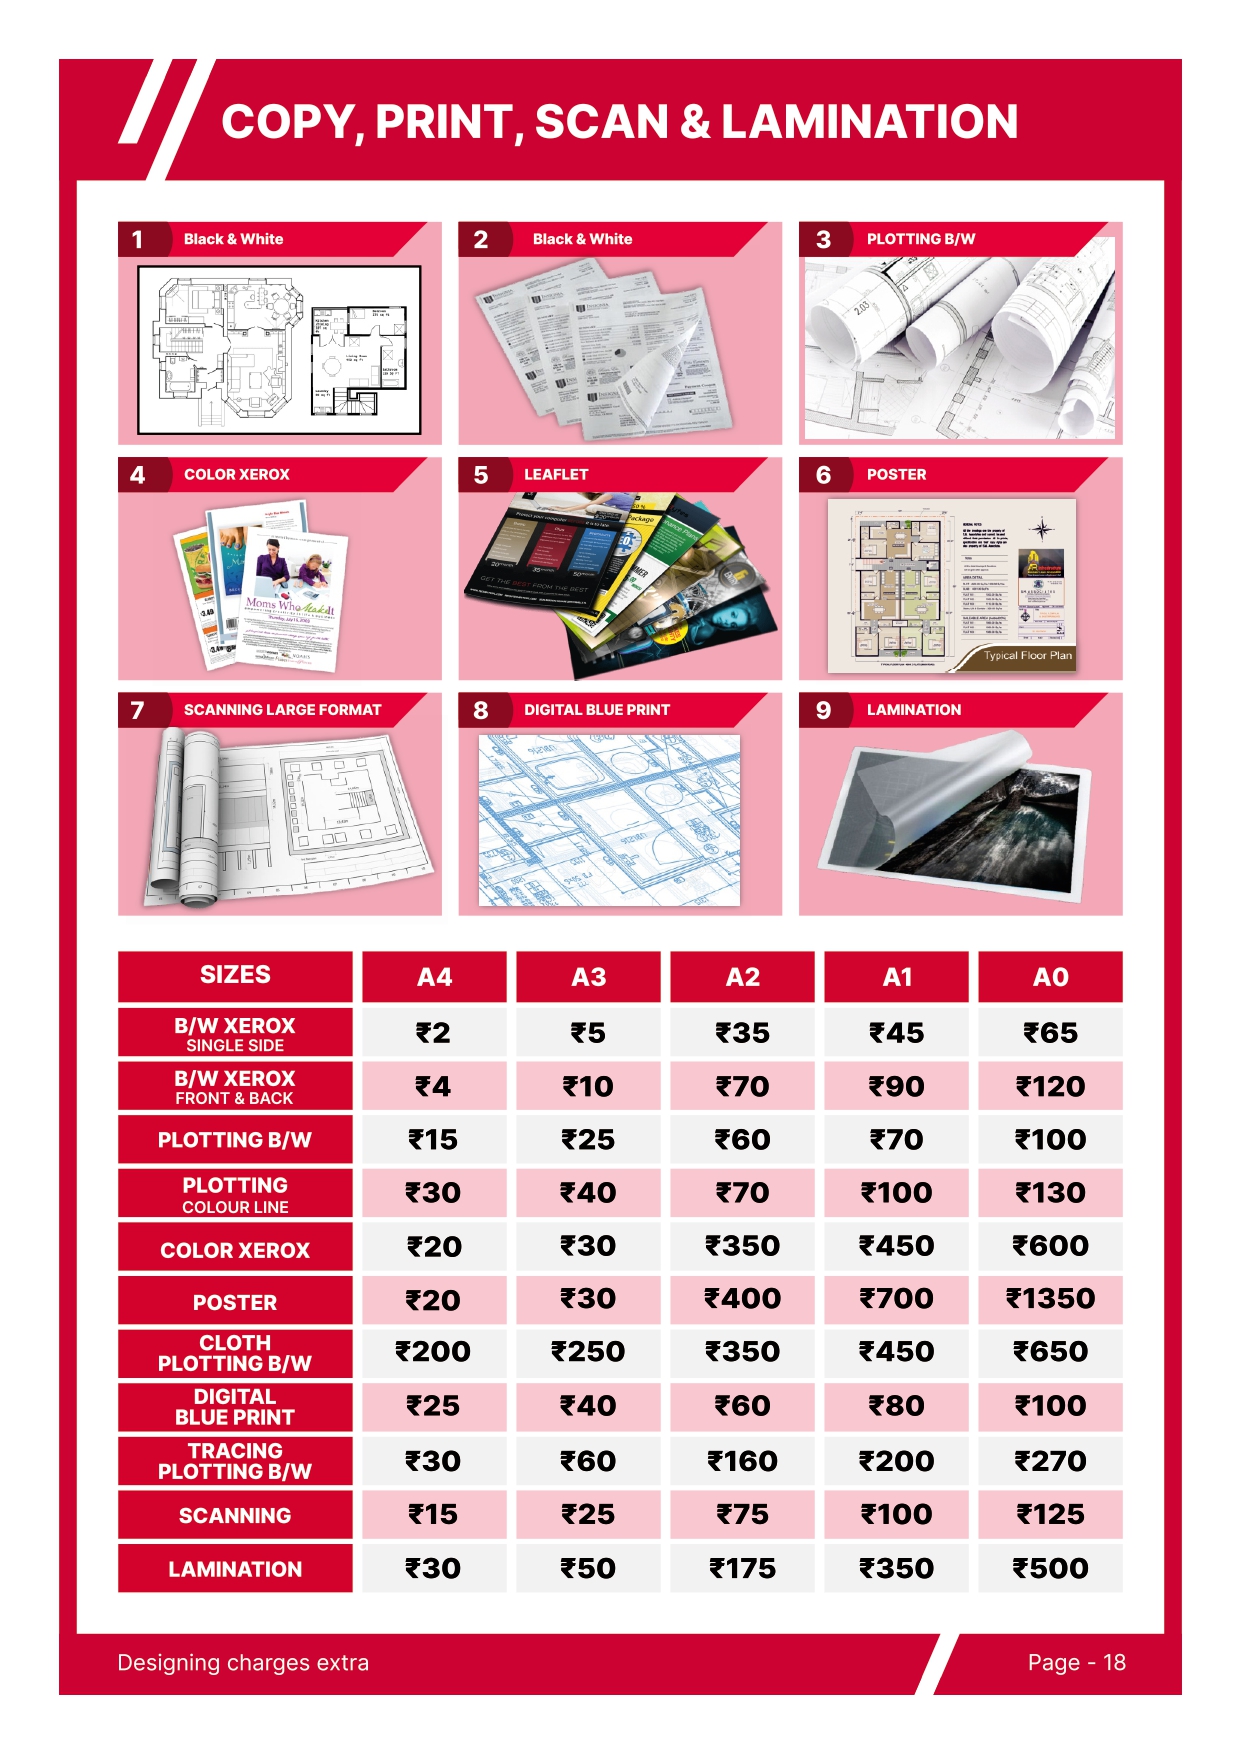 COPY, PRINT, SCAN & LAMINATION
1 Black & White
2 Black & White
3 PLOTTING B/W
2.03
4 COLOR XEROX
5 LEAFLET
6 POSTER
Moms Who MakeIt
GET THE BEST FROM THE BEST
Typical Floor Plan
7 SCANNING LARGE FORMAT
8 DIGITAL BLUE PRINT
9 LAMINATION
SIZES A4 A3 A2 A1 A0
B/W XEROX
SINGLE SIDE ₹2 ₹5 ₹35 ₹45 ₹65
B/W XEROX
FRONT & BACK ₹4 ₹10 ₹70 ₹90 ₹120
PLOTTING B/W ₹15 ₹25 ₹60 ₹70 ₹100
PLOTTING
COLOUR LINE ₹30 ₹40 ₹70 ₹100 ₹130
COLOR XEROX ₹20 ₹30 ₹350 ₹450 ₹600
POSTER ₹20 ₹30 ₹400 ₹700 ₹1350
CLOTH
PLOTTING B/W ₹200 ₹250 ₹350 ₹450 ₹650
DIGITAL
BLUE PRINT ₹25 ₹40 ₹60 ₹80 ₹100
TRACING
PLOTTING B/W ₹30 ₹60 ₹160 ₹200 ₹270
SCANNING ₹15 ₹25 ₹75 ₹100 ₹125
LAMINATION ₹30 ₹50 ₹175 ₹350 ₹500
Designing charges extra
Page - 18